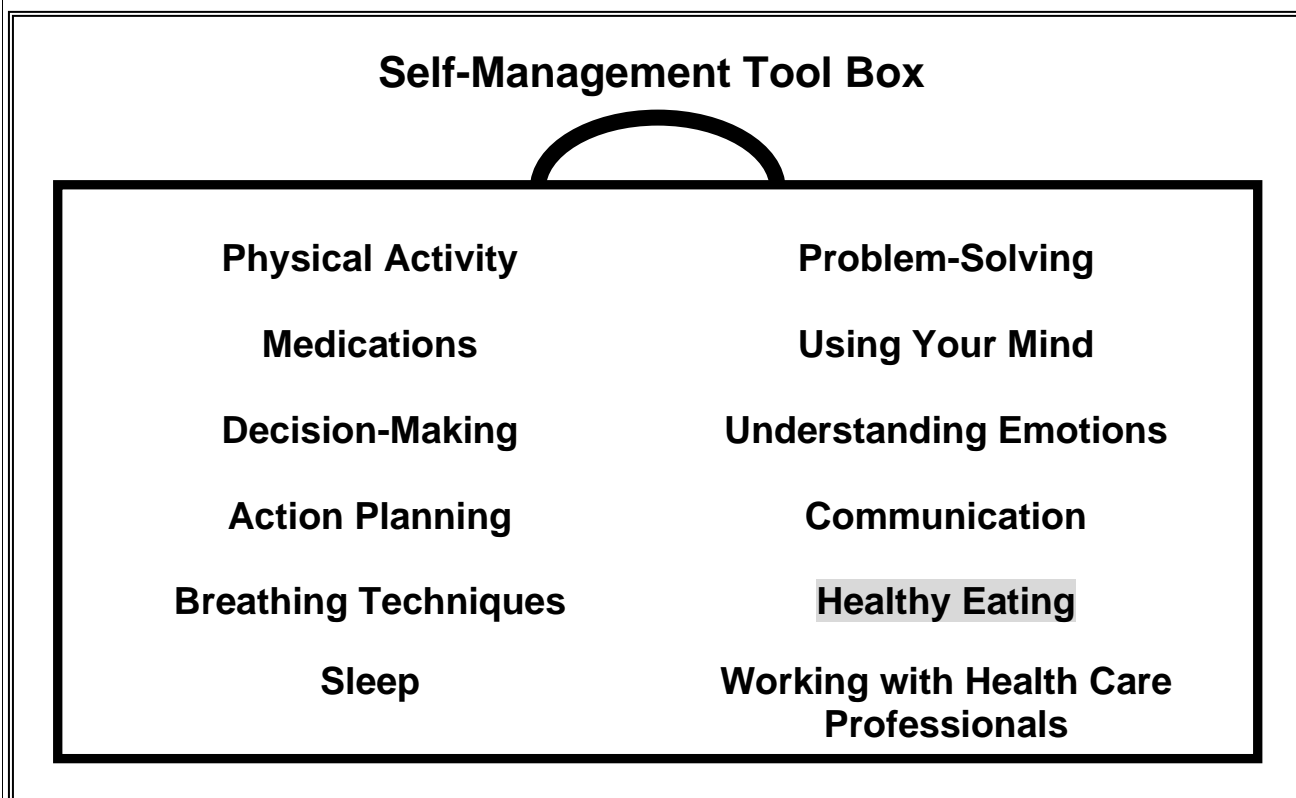 Self-Management Tool Box
Physical Activity
Problem-Solving
Medications
Using Your Mind
Decision-Making
Understanding Emotions
Action Planning
Communication
Breathing Techniques
Healthy Eating
Sleep
Working with Health Care
Professionals